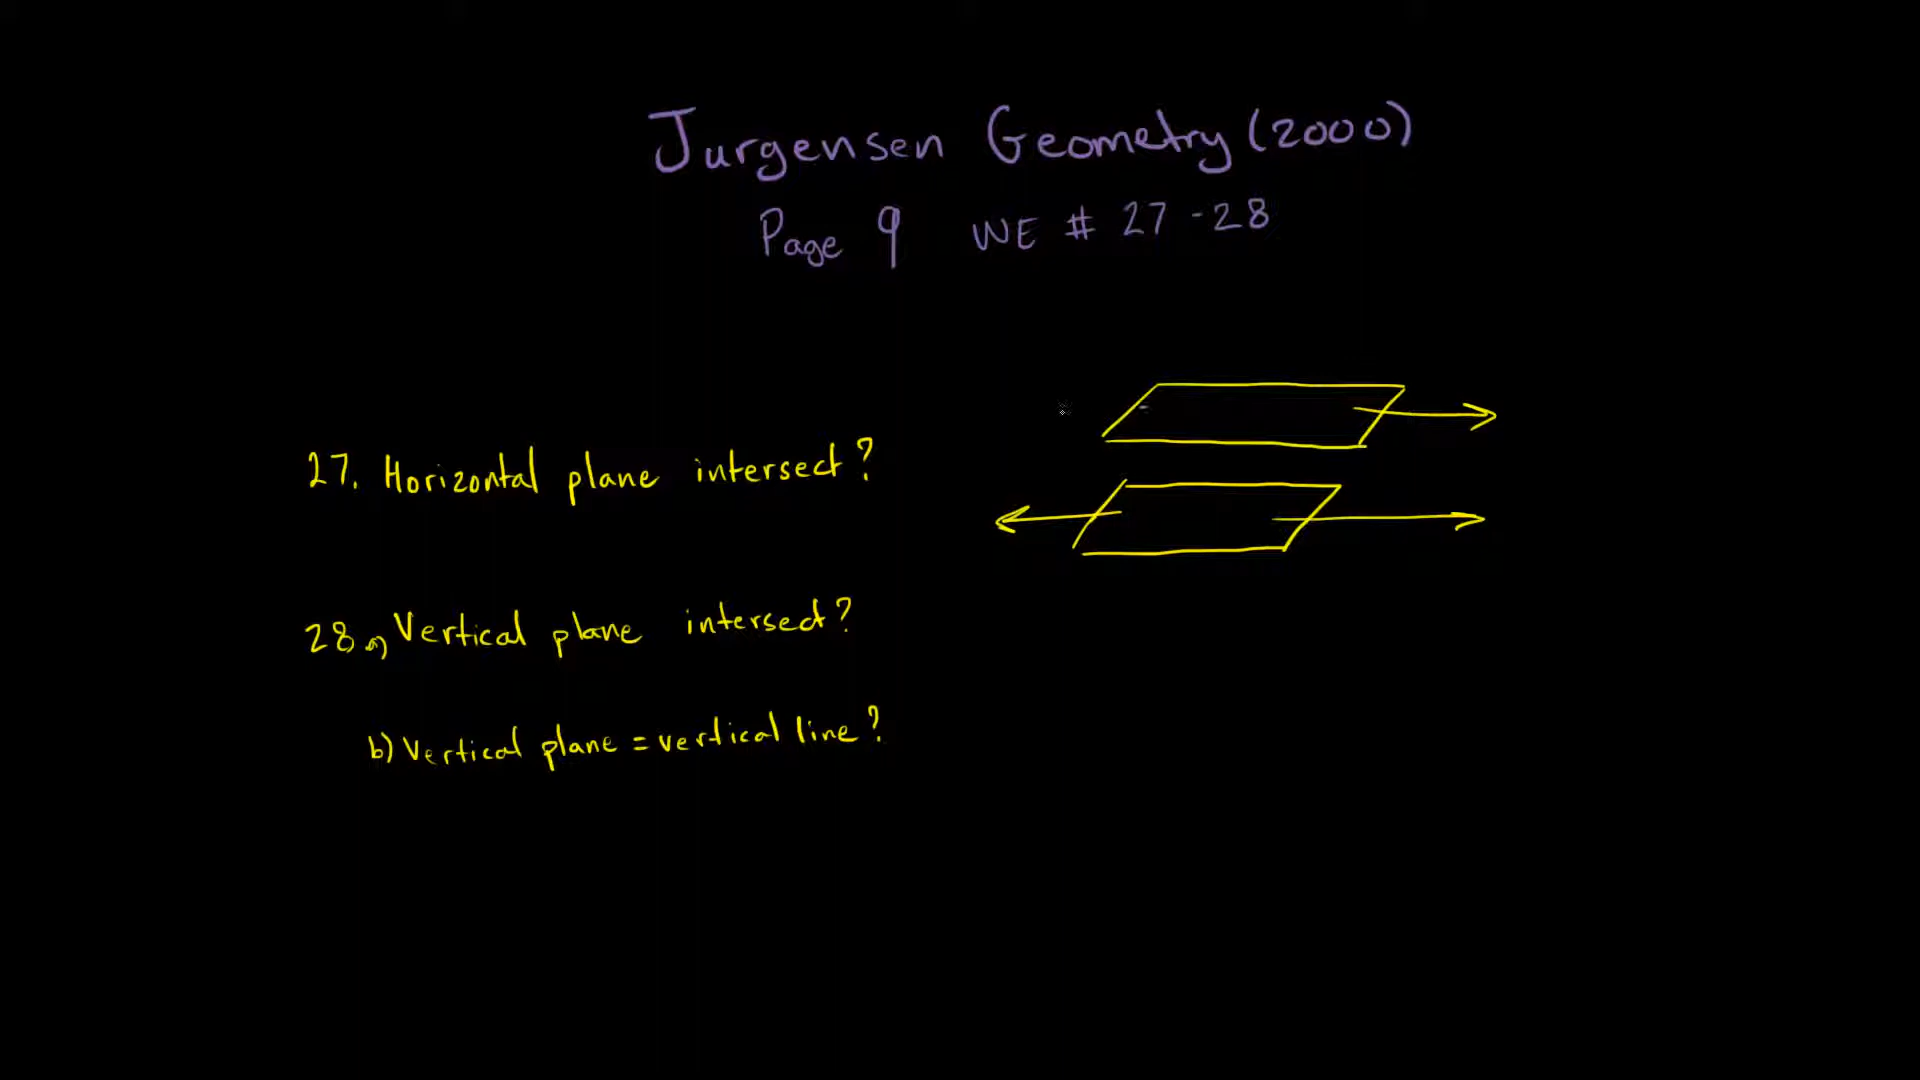 Jurgensen Geometry (2000)
Page 9 WE # 27 - 28
27. Horizontal plane intersect?
28 a) Vertical plane intersect?
b) Vertical plane = vertical line?